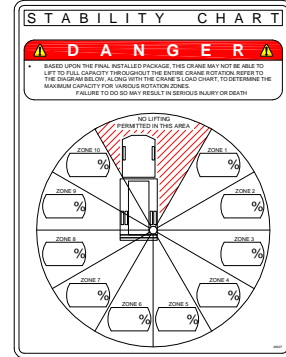 STABILITY CHART
DANGER
• BASED UPON THE FINAL INSTALLED PACKAGE, THIS CRANE MAY NOT BE ABLE TO
LIFT TO FULL CAPACITY THROUGHOUT THE ENTIRE CRANE ROTATION. REFER TO
THE DIAGRAM BELOW, ALONG WITH THE CRANE'S LOAD CHART, TO DETERMINE THE
MAXIMUM CAPACITY FOR VARIOUS ROTATION ZONES.
FAILURE TO DO SO MAY RESULT IN SERIOUS INJURY OR DEATH
NO LIFTING
PERMITTED IN THIS AREA
ZONE 10
%
ZONE 1
%
ZONE 9
%
ZONE 2
%
ZONE 8
%
ZONE 3
%
ZONE 7
%
ZONE 4
%
ZONE 6
%
ZONE 5
%